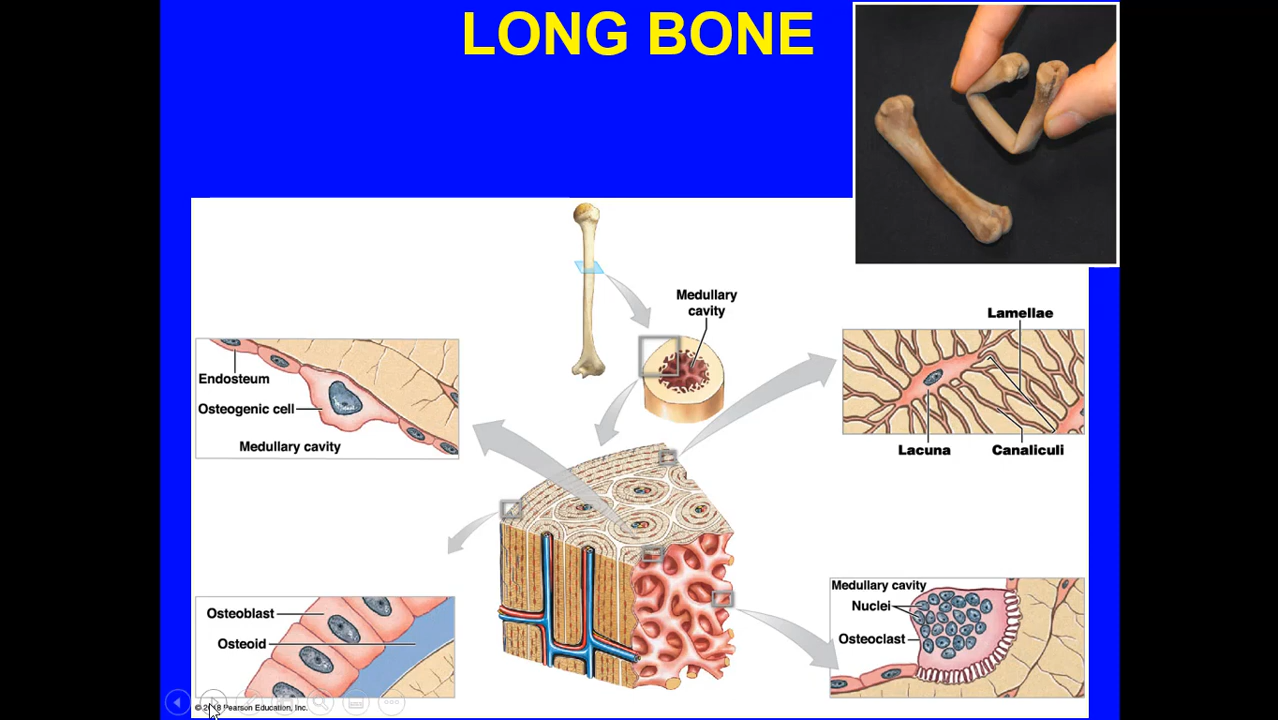 LONG BONE
Medullary
cavity
Endosteum
Osteogenic cell
Medullary cavity
Lamellae
Lacuna
Canaliculi
Osteoblast
Osteoid
Medullary cavity
Nuclei
Osteoclast
Pearson Education, Inc.